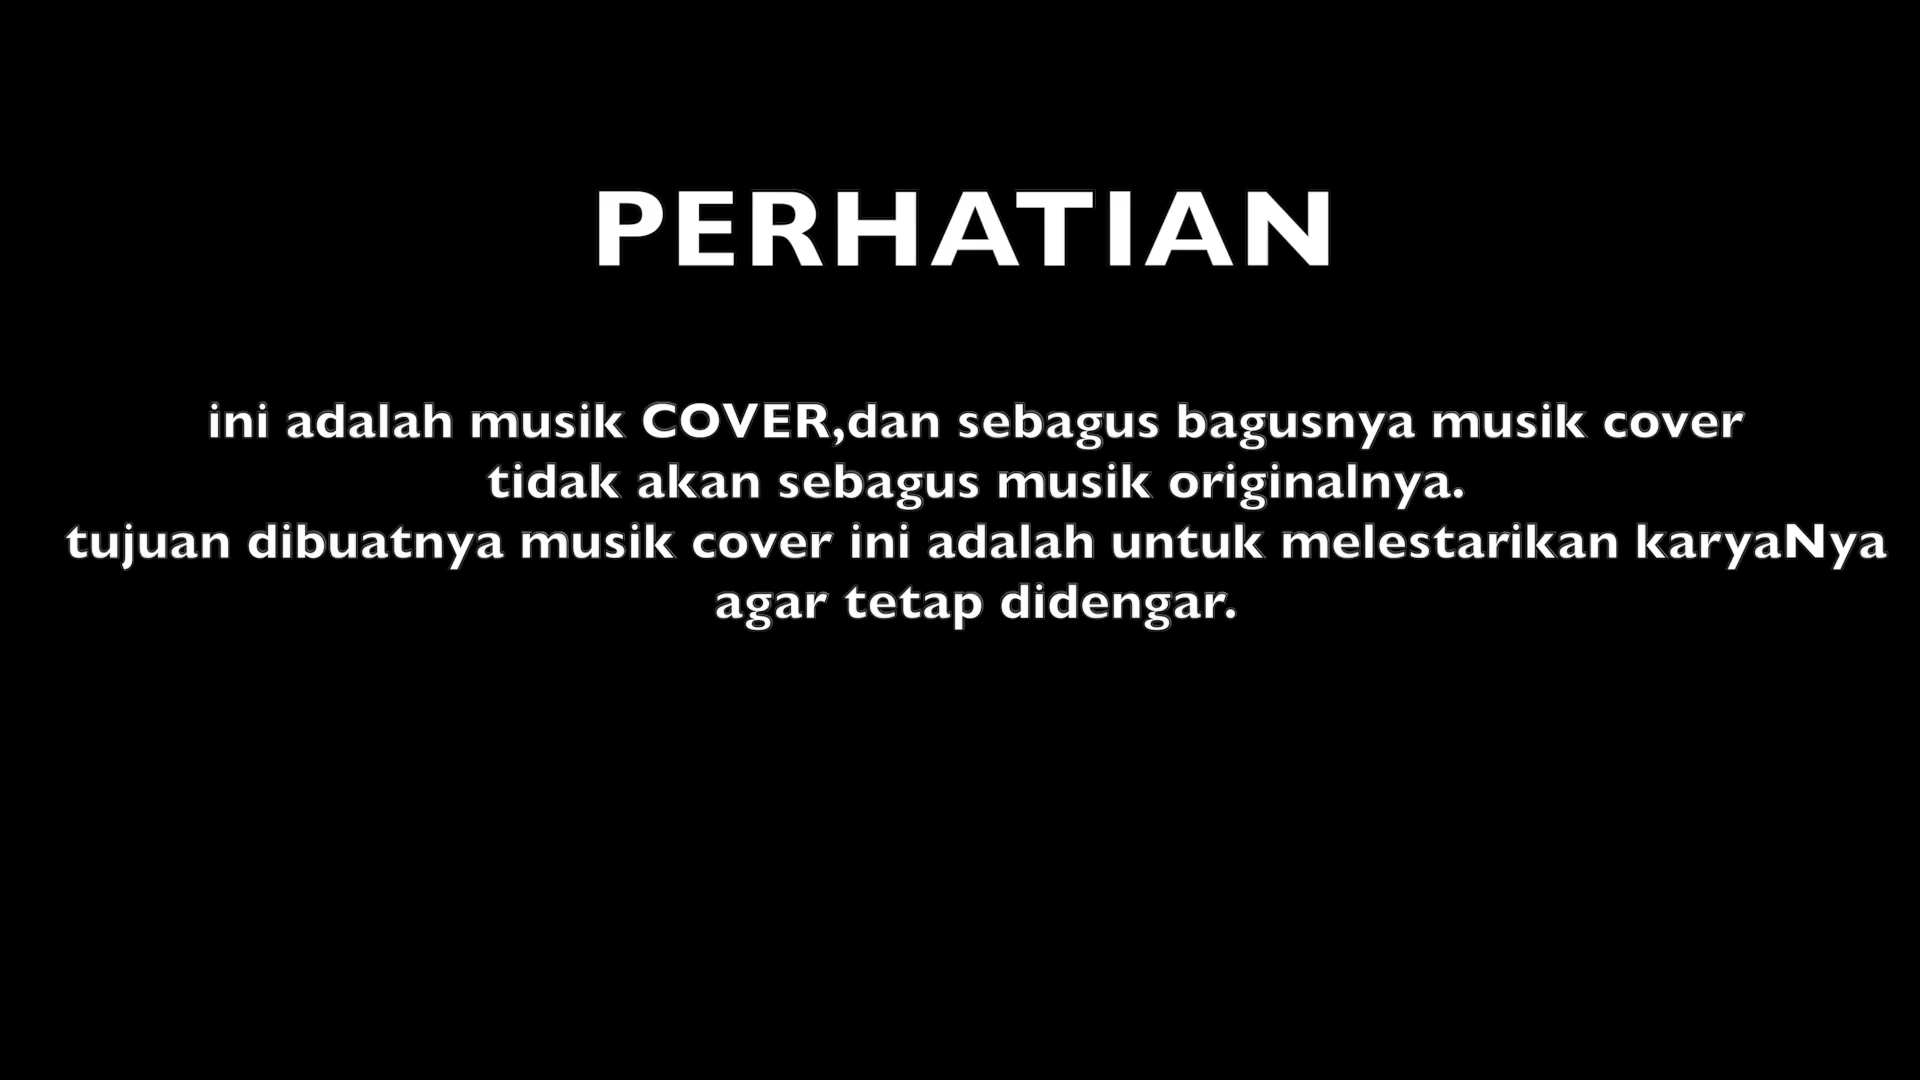 PERHATIAN
ini adalah musik COVER,dan sebagus bagusnya musik cover
tidak akan sebagus musik originalnya.
tujuan dibuatnya musik cover ini adalah untuk melestarikan karyaNya
agar tetap didengar.